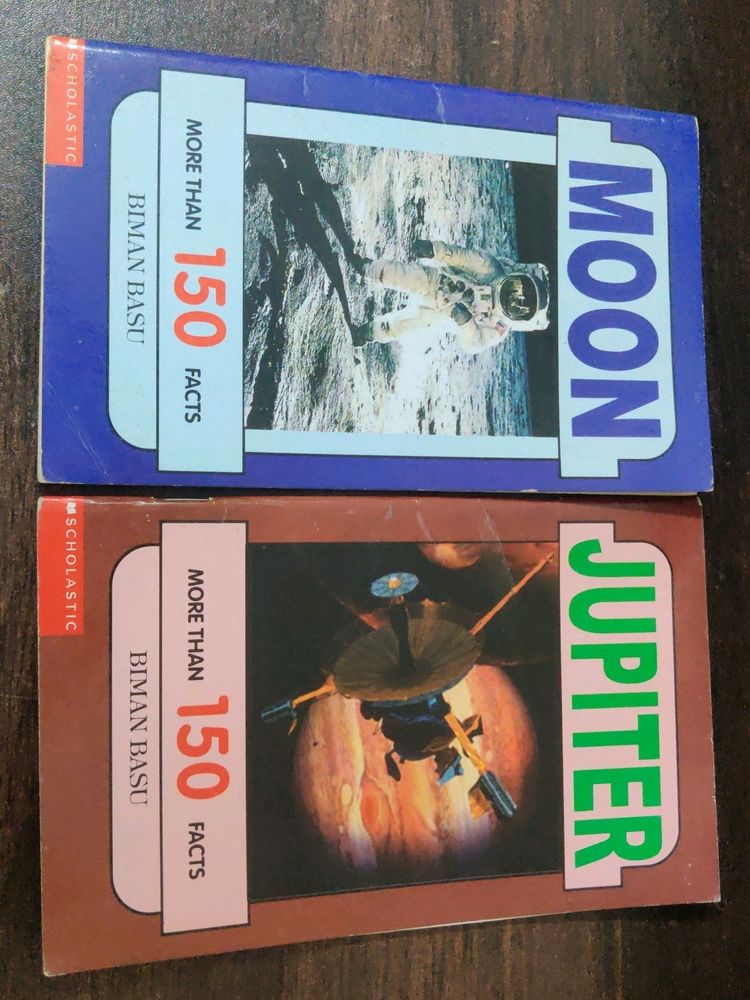 MOON
MORE THAN 150 FACTS
BIMAN BASU
SCHOLASTIC
JUPITER
MORE THAN 150 FACTS
BIMAN BASU
SCHOLASTIC